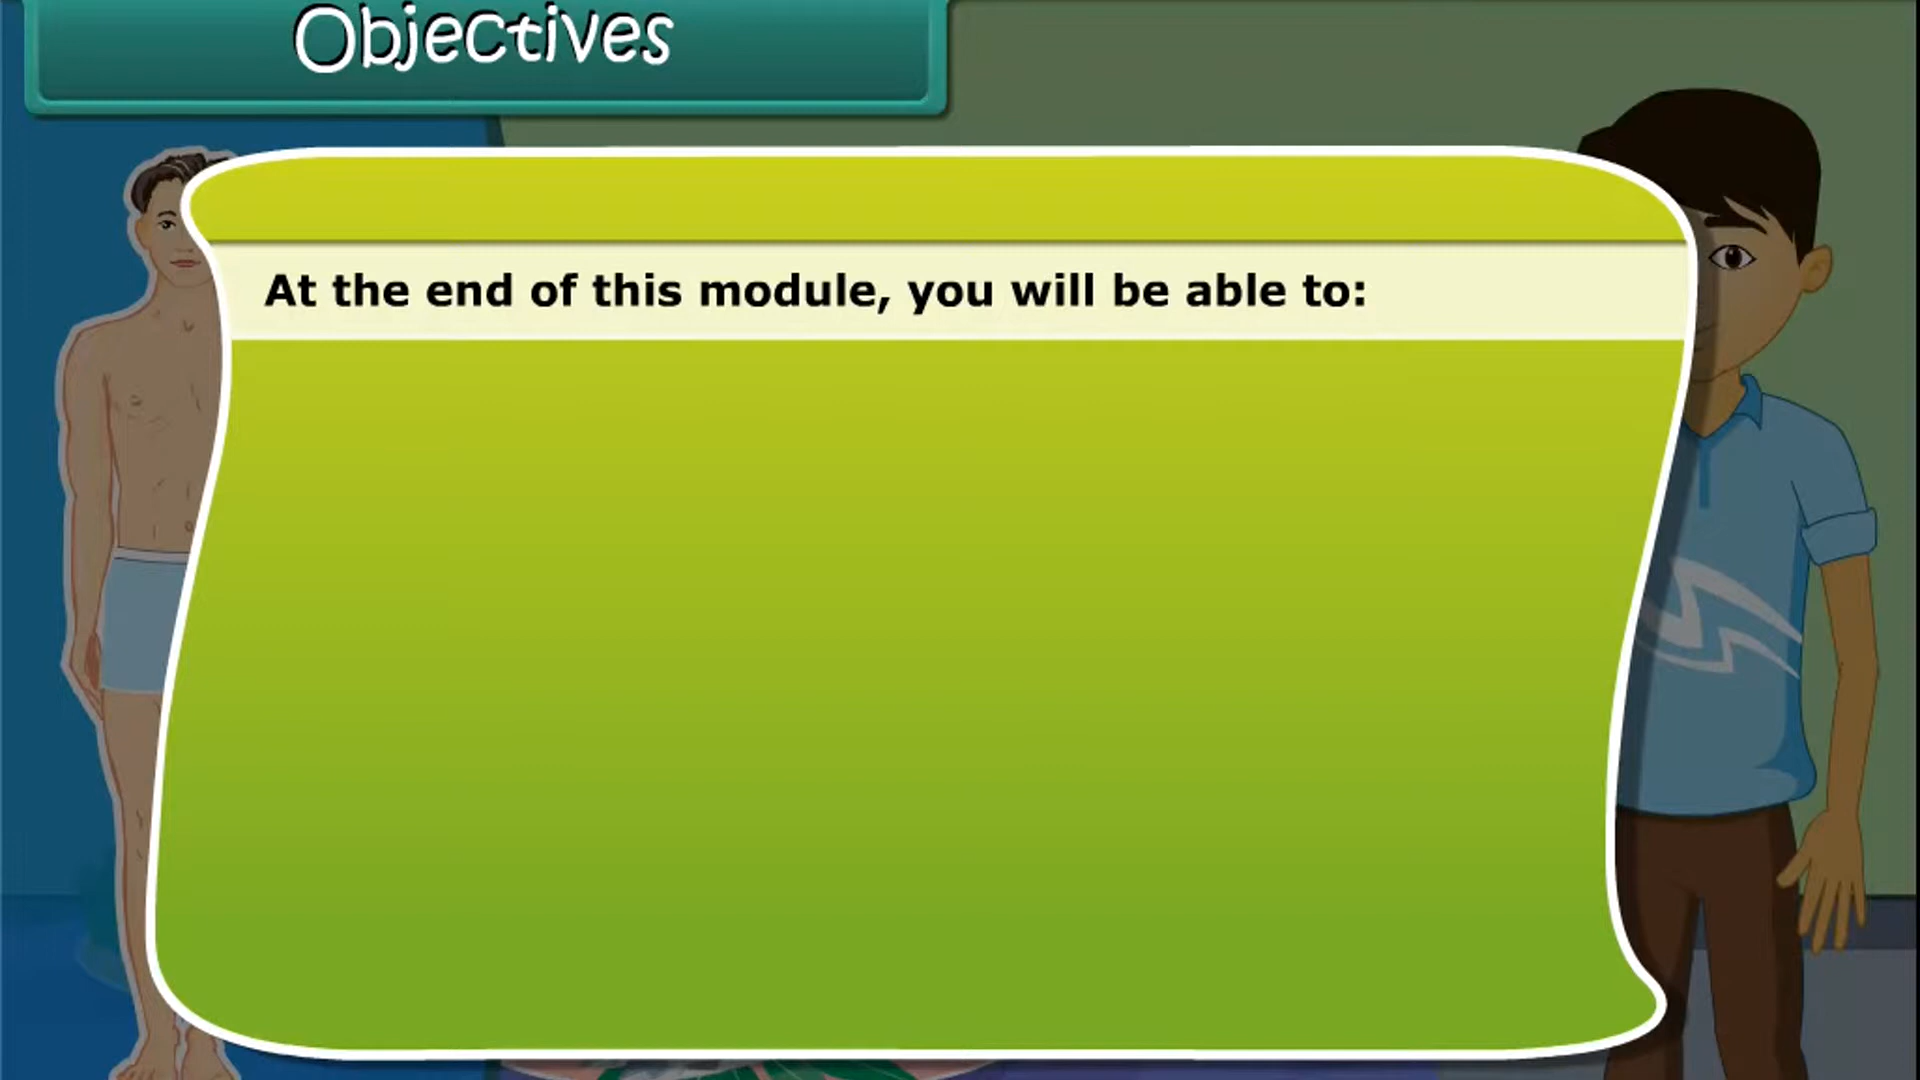 Objectives
At the end of this module, you will be able to: